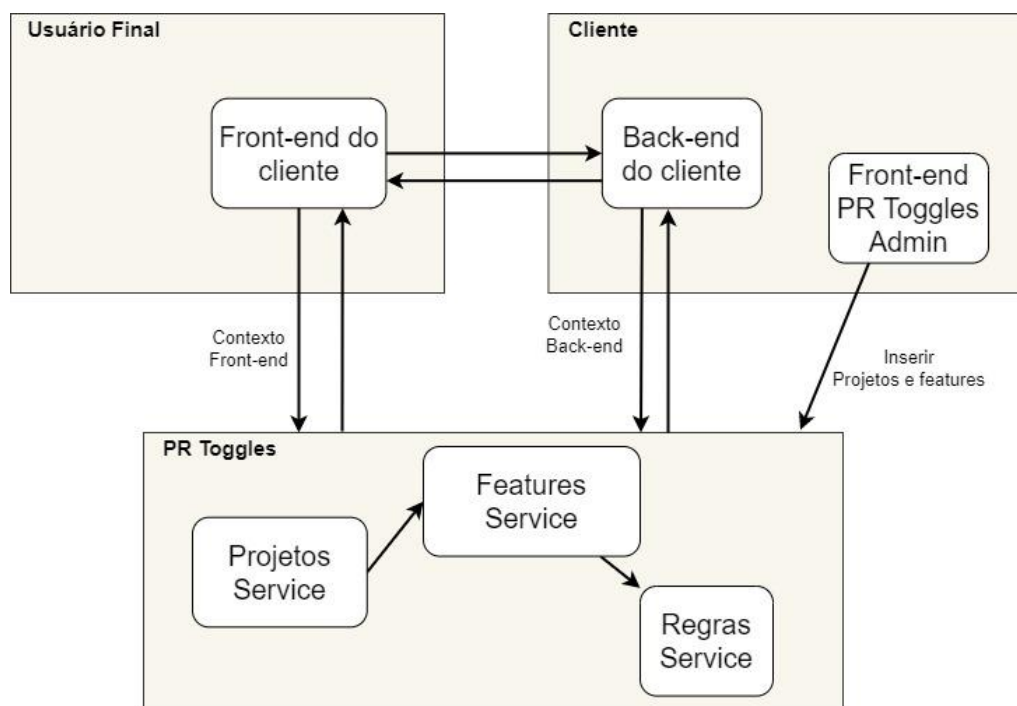 Usuário Final
Cliente
Front-end do
cliente
Back-end
do cliente
Front-end
PR Toggles
Admin
Contexto
Front-end
Contexto
Back-end
Inserir
Projetos e features
PR Toggles
Features
Service
Projetos
Service
Regras
Service